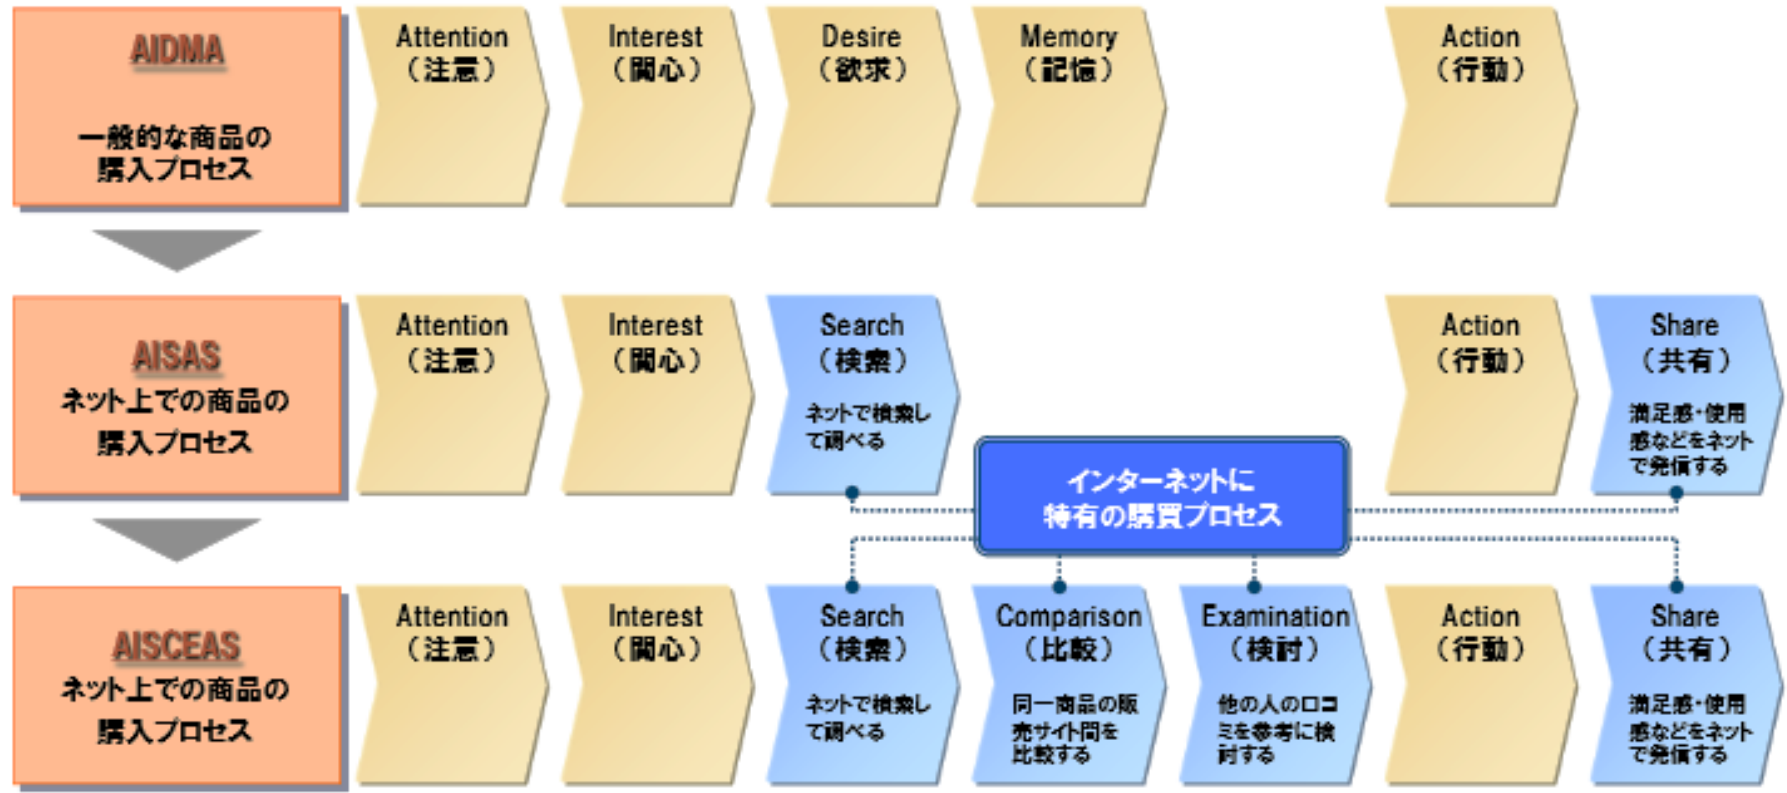 AIDMA
一般的な商品の
購入プロセス
Attention
（注意）
Interest
（関心）
Desire
（欲求）
Memory
（記憶）
Action
（行動）
AISAS
ネット上での商品の
購入プロセス
Attention
（注意）
Interest
（関心）
Search
（検索）
ネットで検索し
て調べる
Action
（行動）
Share
（共有）
満足感・使用
感などをネット
で発信する
インターネットに
特有の購買プロセス
AISCEAS
ネット上での商品の
購入プロセス
Attention
（注意）
Interest
（関心）
Search
（検索）
ネットで検索し
て調べる
Comparison
（比較）
同一商品の販
売サイト間を
比較する
Examination
（検討）
他の人の口コ
ミを参考に検
討する
Action
（行動）
Share
（共有）
満足感・使用
感などをネット
で発信する